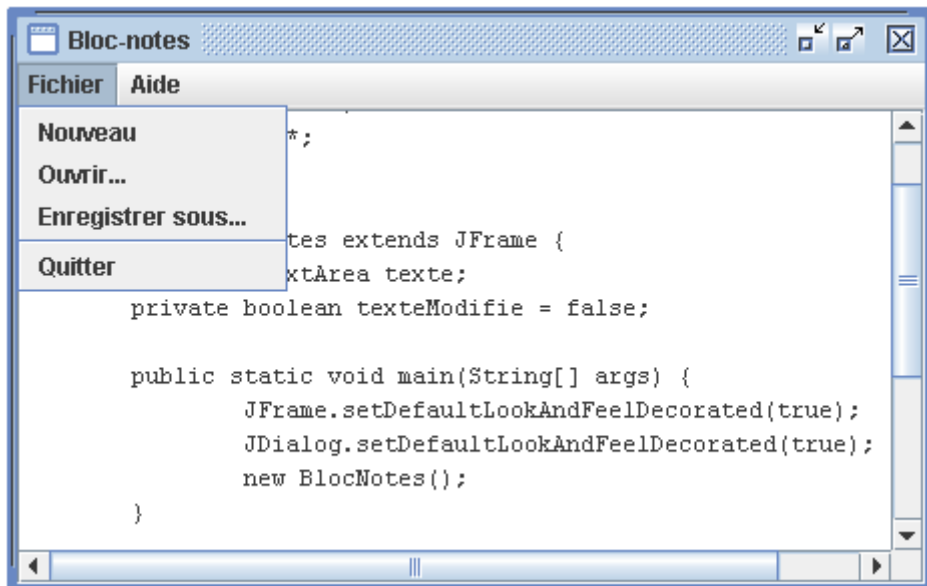 Bloc-notes
Fichier Aide
Nouveau
Ouvrir...
Enregistrer sous...
Quitter
*;
tes extends JFrame {
xtArea texte;
private boolean texteModifie = false;
public static void main(String[] args) {
JFrame.setDefaultLookAndFeelDecorated(true);
JDialog.setDefaultLookAndFeelDecorated(true);
new BlocNotes();
}